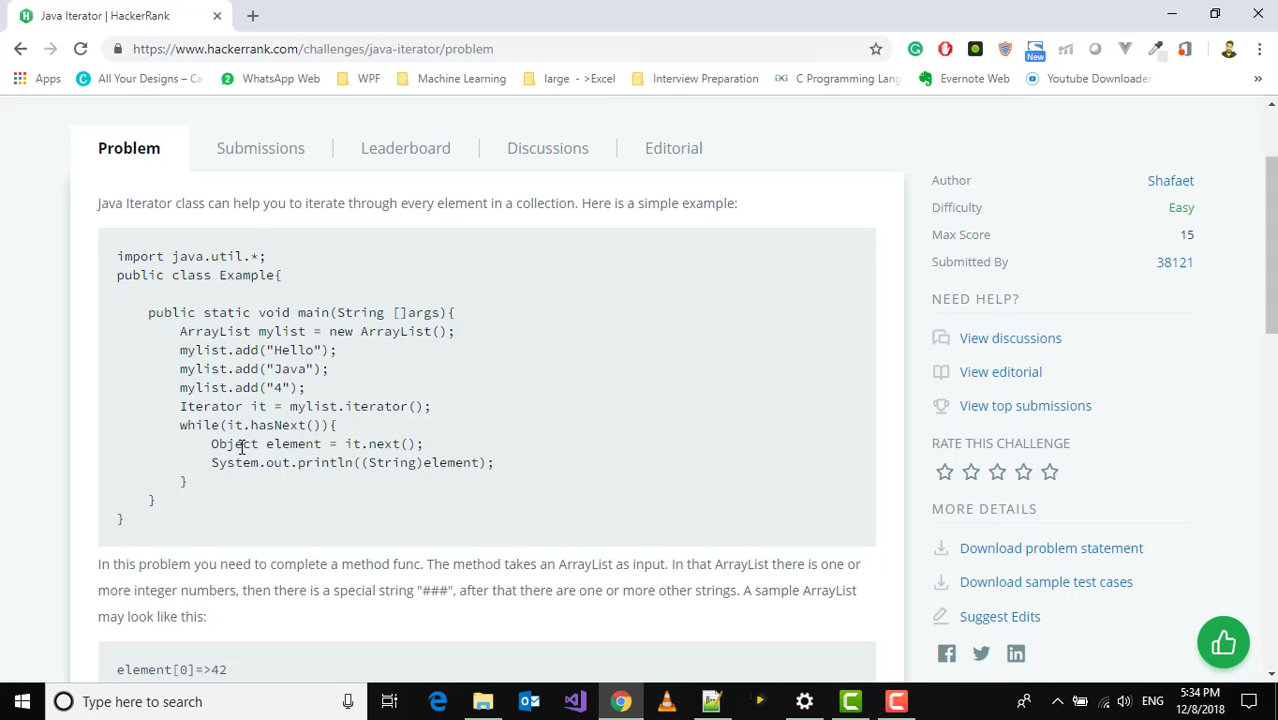 Java Iterator | HackerRank
https://www.hackerrank.com/challenges/java-iterator/problem
New
Apps
All Your Designs – Ca
2 WhatsApp Web
WPF
Machine Learning
large ->Excel
Interview Preparation
C Programming Lang
Evernote Web
Youtube Downloader
»
Problem
Submissions
Leaderboard
Discussions
Editorial
Java Iterator class can help you to iterate through every element in a collection. Here is a simple example:
import java.util.*;
public class Example{
public static void main(String []args){
ArrayList mylist = new ArrayList();
mylist.add("Hello");
mylist.add("Java");
mylist.add("4");
Iterator it = mylist.iterator();
while(it.hasNext()){
Object element = it.next();
System.out.println((String)element);
}
}
}
In this problem you need to complete a method func. The method takes an ArrayList as input. In that ArrayList there is one or
more integer numbers, then there is a special string "###", after that there are one or more other strings. A sample ArrayList
may look like this:
element[0]=>42
Author Shafaet
Difficulty Easy
Max Score 15
Submitted By 38121
NEED HELP?
View discussions
View editorial
View top submissions
RATE THIS CHALLENGE
MORE DETAILS
Download problem statement
Download sample test cases
Suggest Edits
Type here to search
ENG
5:34 PM
12/8/2018